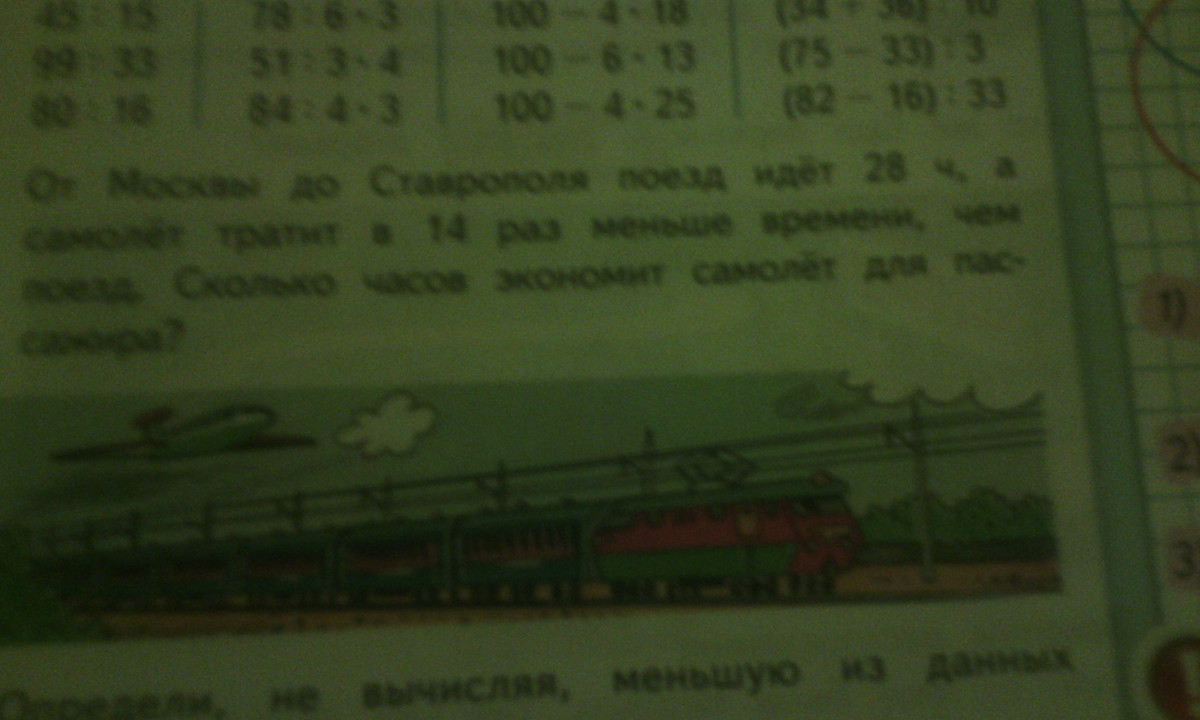 45 : 15 78 : 6 · 3 100 − 4 · 18 (34 + 36) : 10
99 : 33 51 : 3 · 4 100 − 6 · 13 (75 − 33) : 3
80 : 16 84 : 4 · 3 100 − 4 · 25 (82 − 16) : 33
От Москвы до Ставрополя поезд идёт 28 ч, а
самолёт тратит в 14 раз меньше времени, чем
поезд. Сколько часов экономит самолёт для пас-
сажира?
Определи, не вычисляя, меньшую из данных
1)
2)
3